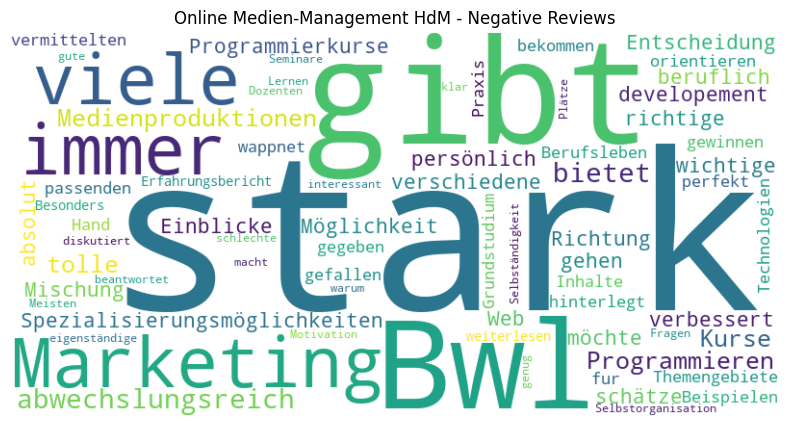 Online Medien-Management HdM - Negative Reviews
vermittelten
gute
Programmierkurse
Seminare
Lernen
Dozenten
viele
gibt
klar
Praxis
bekommen
Plätze
Entscheidung
orientieren
beruflich
developement
richtige
Medienproduktionen
wappnet
immer
persönlich
Berufsleben
gewinnen
bietet
wichtige
perfekt
absolut
passenden
Erfahrungsbericht
interessant
verschiedene
Besonders
Hand
diskutiert
Einblicke
schlechte
Möglichkeit
gegeben
macht
stark
Grundstudium
Selbständigkeit
Richtung
gehen
Technologien
tolle
beantwortet
gefallen
warum
Mischung
Meisten
Inhalte
hinterlegt
Spezialisierungsmöglichkeiten
eigenständige
Motivation
Web
weiterlesen
möchte
verbessert
Fragen
Kurse
Marketing
Bwl
genug
Programmieren
fur
Themengebiete
abwechslungsreich
schätze
Beispielen
Selbstorganisation